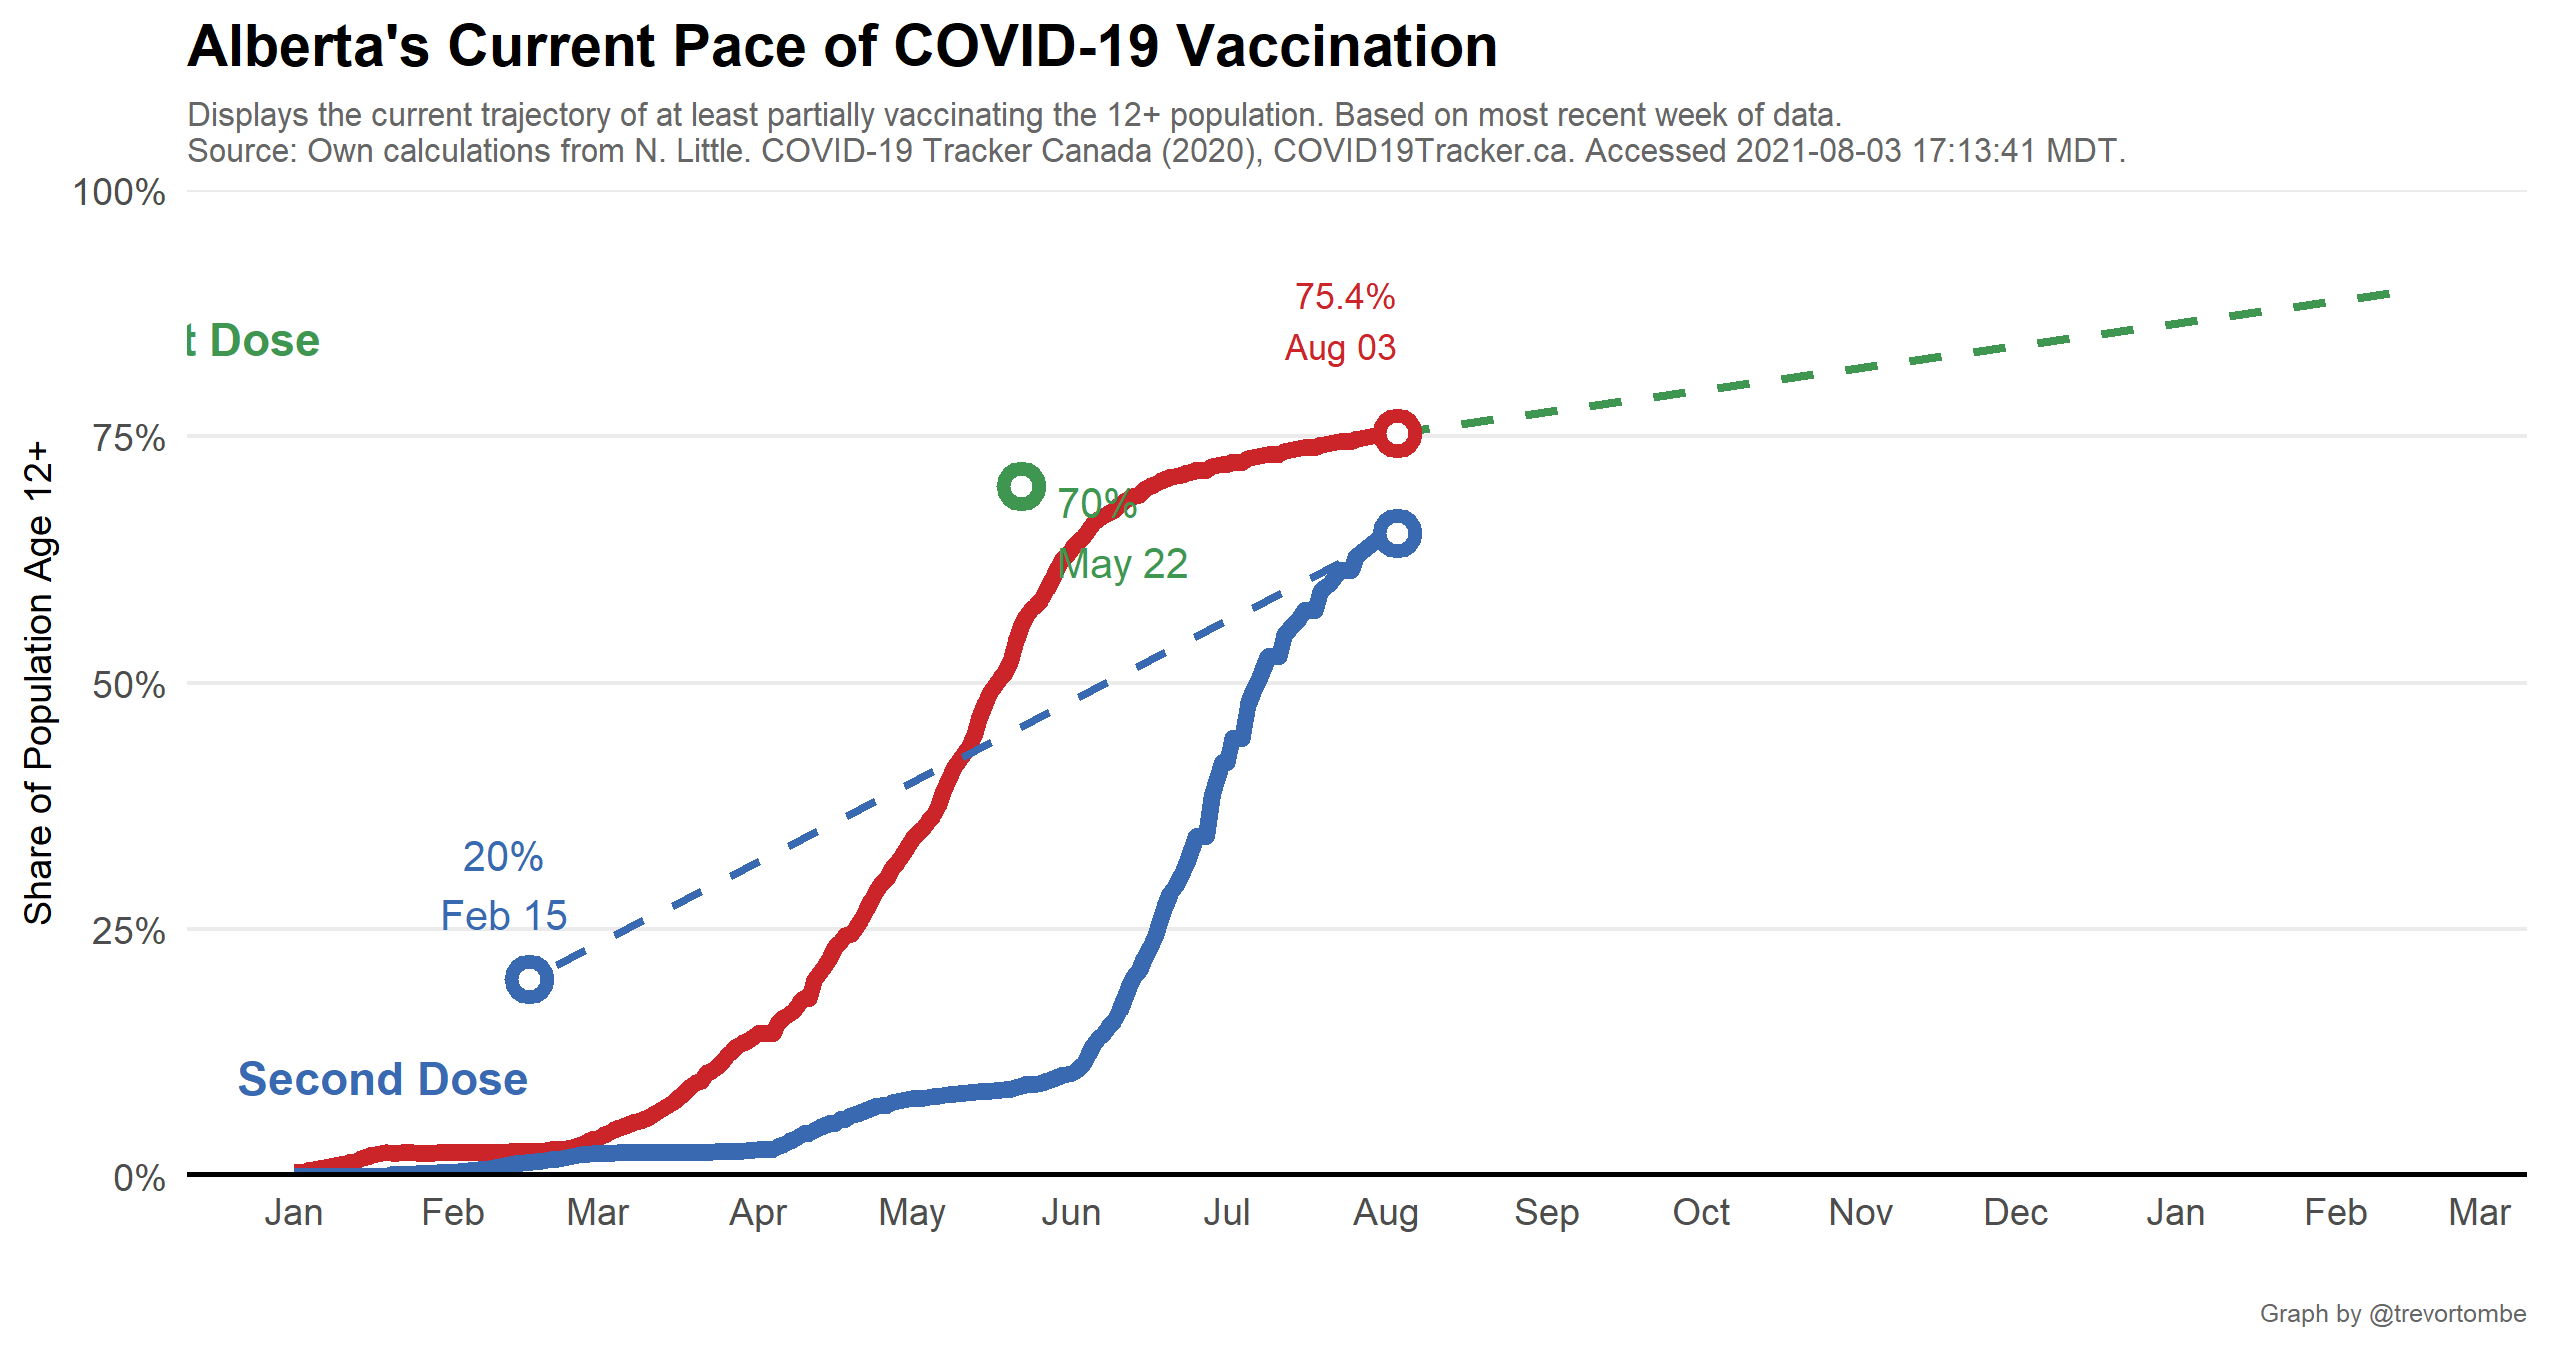 Alberta's Current Pace of COVID-19 Vaccination
Displays the current trajectory of at least partially vaccinating the 12+ population. Based on most recent week of data.
Source: Own calculations from N. Little. COVID-19 Tracker Canada (2020), COVID19Tracker.ca. Accessed 2021-08-03 17:13:41 MDT.
Share of Population Age 12+
100%
75%
50%
25%
0%
t Dose
75.4%
Aug 03
70%
May 22
20%
Feb 15
Second Dose
Jan Feb Mar Apr May Jun Jul Aug Sep Oct Nov Dec Jan Feb Mar
Graph by @trevortombe